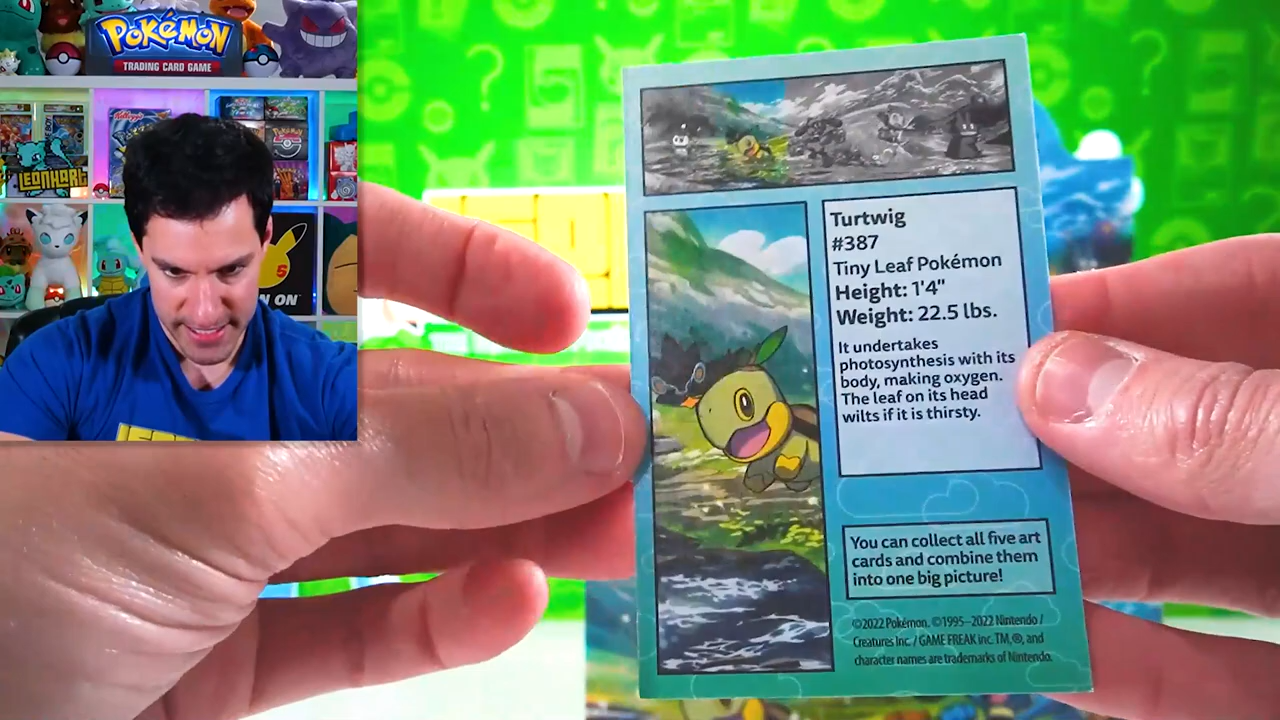 POKéMON
TRADING CARD GAME
LEONHART
5
N ON
Turtwig
#387
Tiny Leaf Pokémon
Height: 1'4"
Weight: 22.5 lbs.
It undertakes
photosynthesis with its
body, making oxygen.
The leaf on its head
wilts if it is thirsty.
You can collect all five art
cards and combine them
into one big picture!
©2022 Pokémon. ©1995–2022 Nintendo /
Creatures Inc. / GAME FREAK inc. TM, ®, and
character names are trademarks of Nintendo.